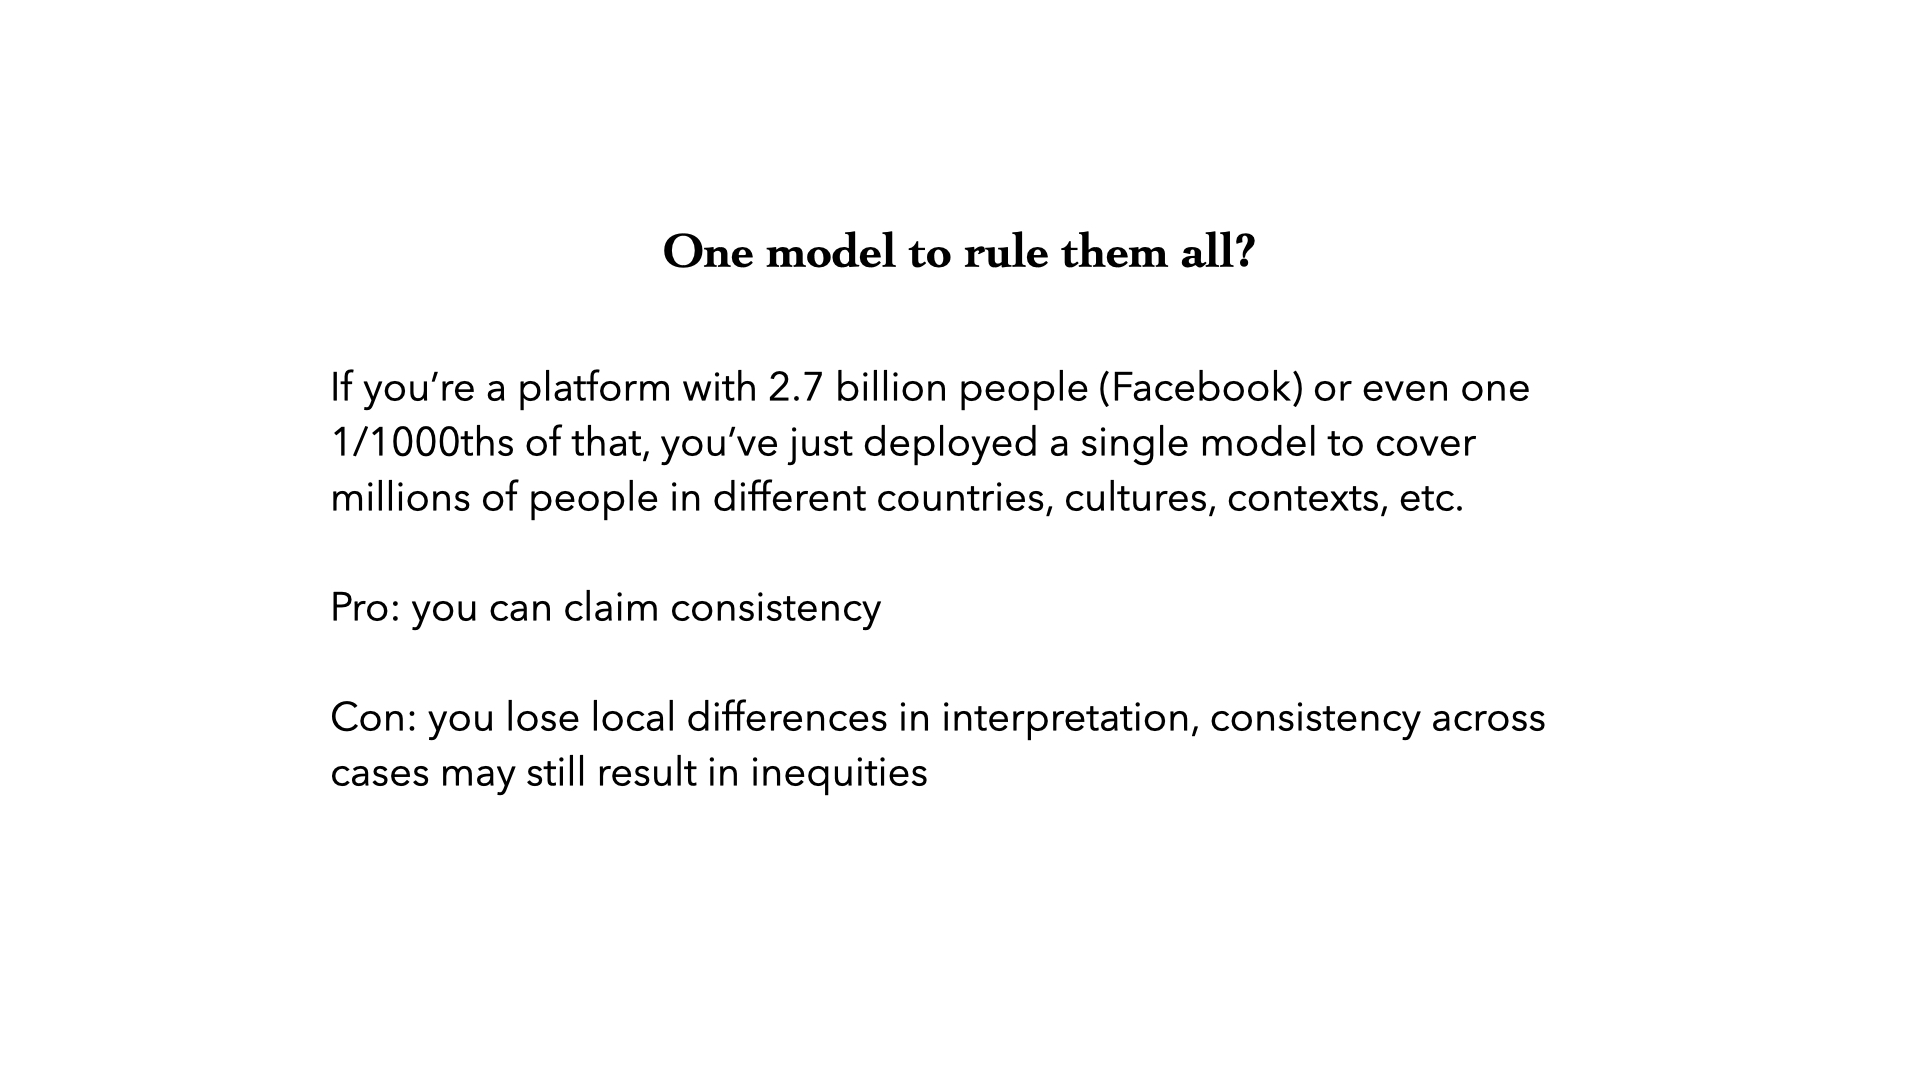 One model to rule them all?
If you’re a platform with 2.7 billion people (Facebook) or even one
1/1000ths of that, you’ve just deployed a single model to cover
millions of people in different countries, cultures, contexts, etc.
Pro: you can claim consistency
Con: you lose local differences in interpretation, consistency across
cases may still result in inequities